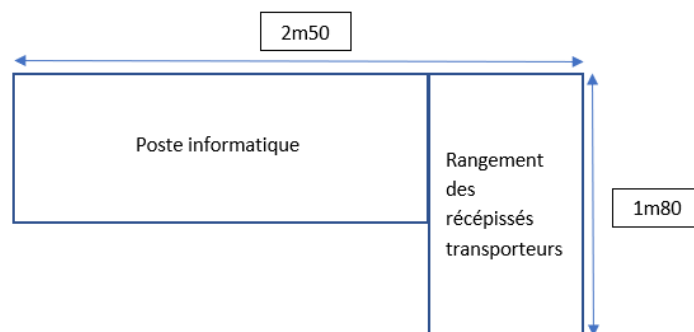 2m50
Poste informatique
Rangement
des
récépissés
transporteurs
1m80